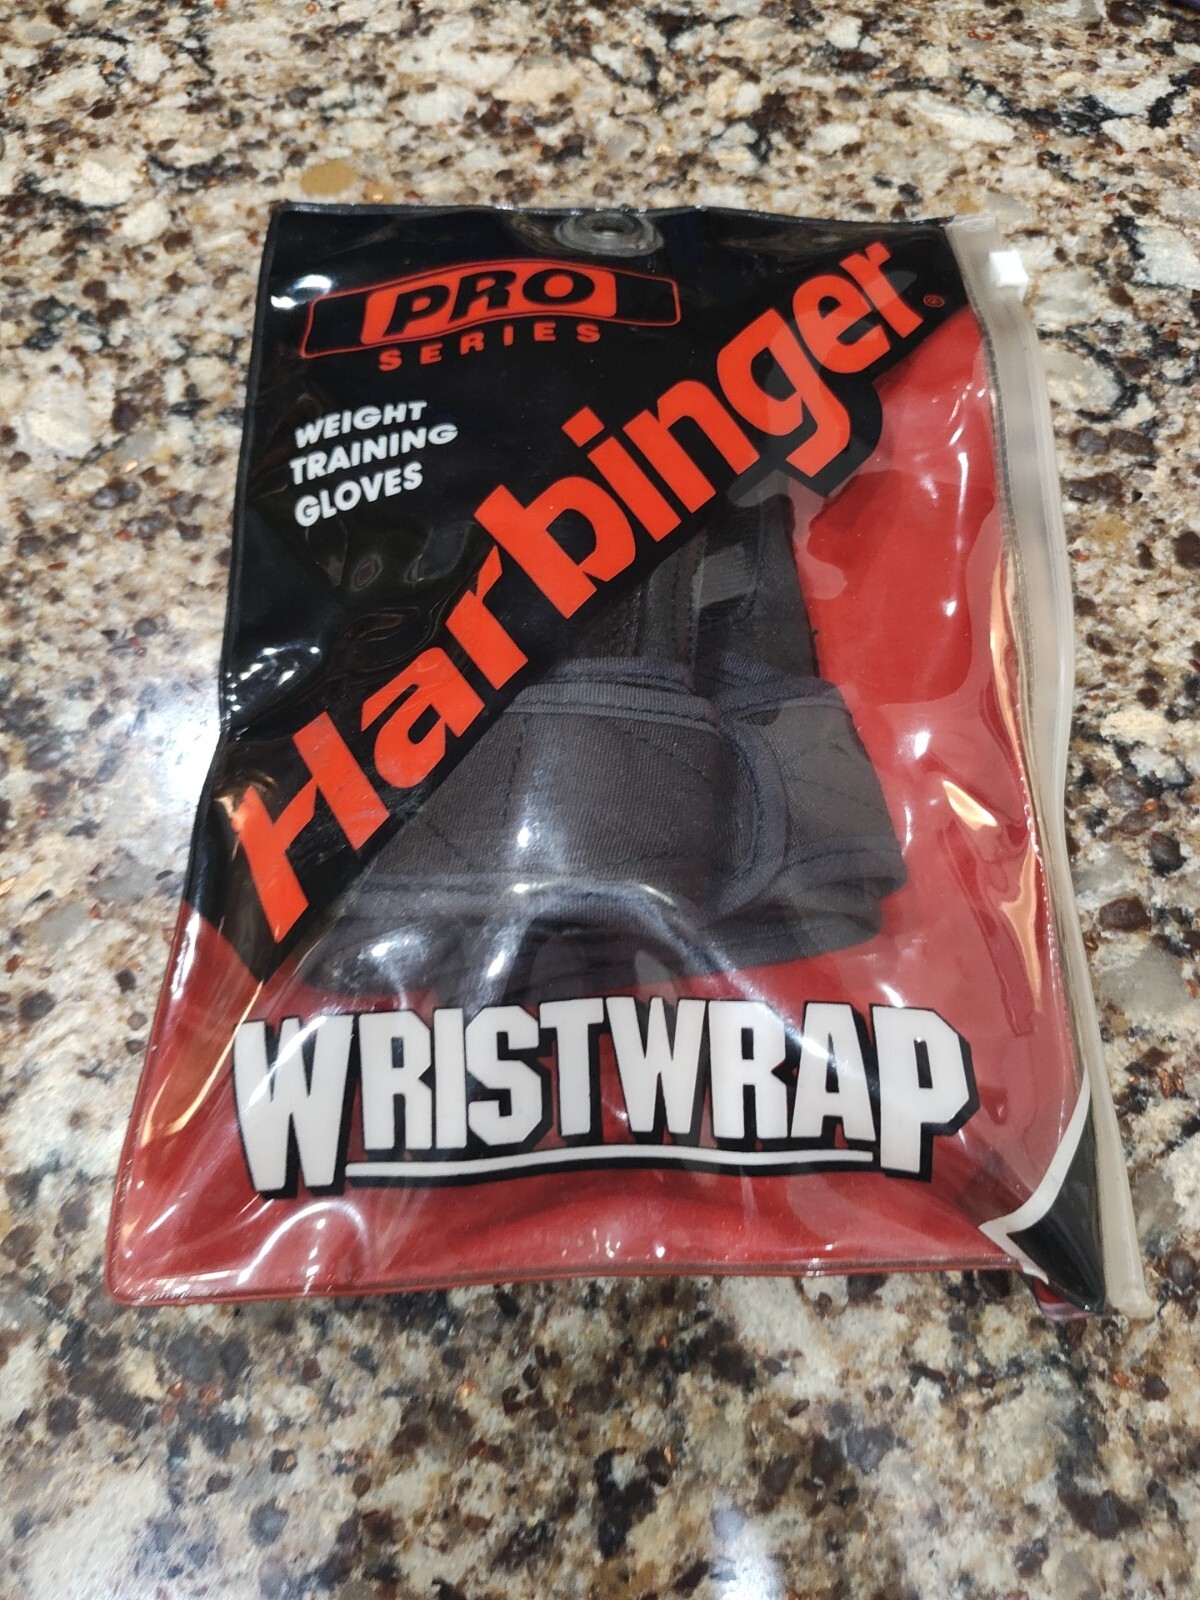 PRO
SERIES
WEIGHT
TRAINING
GLOVES
Harbinger®
WRISTWRAP